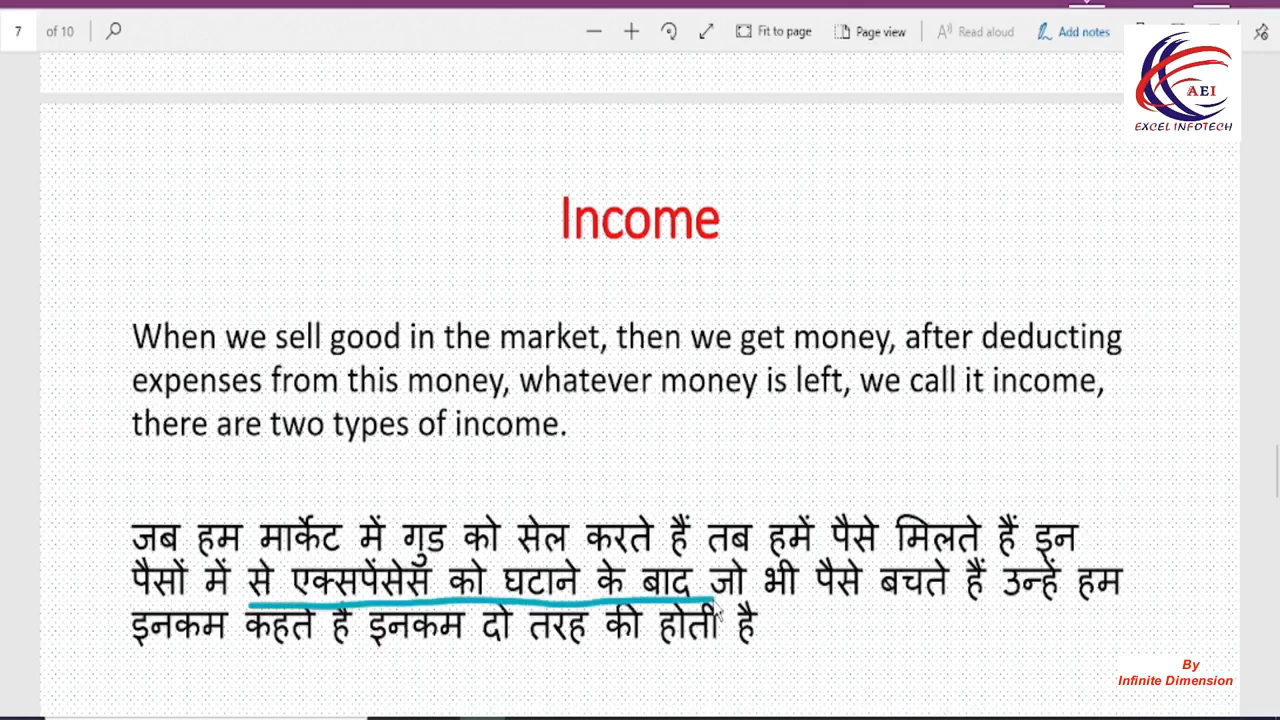 7 of 10 Fit to page Page view Read aloud Add notes
AEI
EXCEL INFOTECH
Income
When we sell good in the market, then we get money, after deducting
expenses from this money, whatever money is left, we call it income,
there are two types of income.
जब हम मार्केट में गुड को सेल करते हैं तब हमें पैसे मिलते हैं इन
पैसों में से एक्सपेंसेस को घटाने के बाद जो भी पैसे बचते हैं उन्हें हम
इनकम कहते हैं इनकम दो तरह की होती है
By
Infinite Dimension